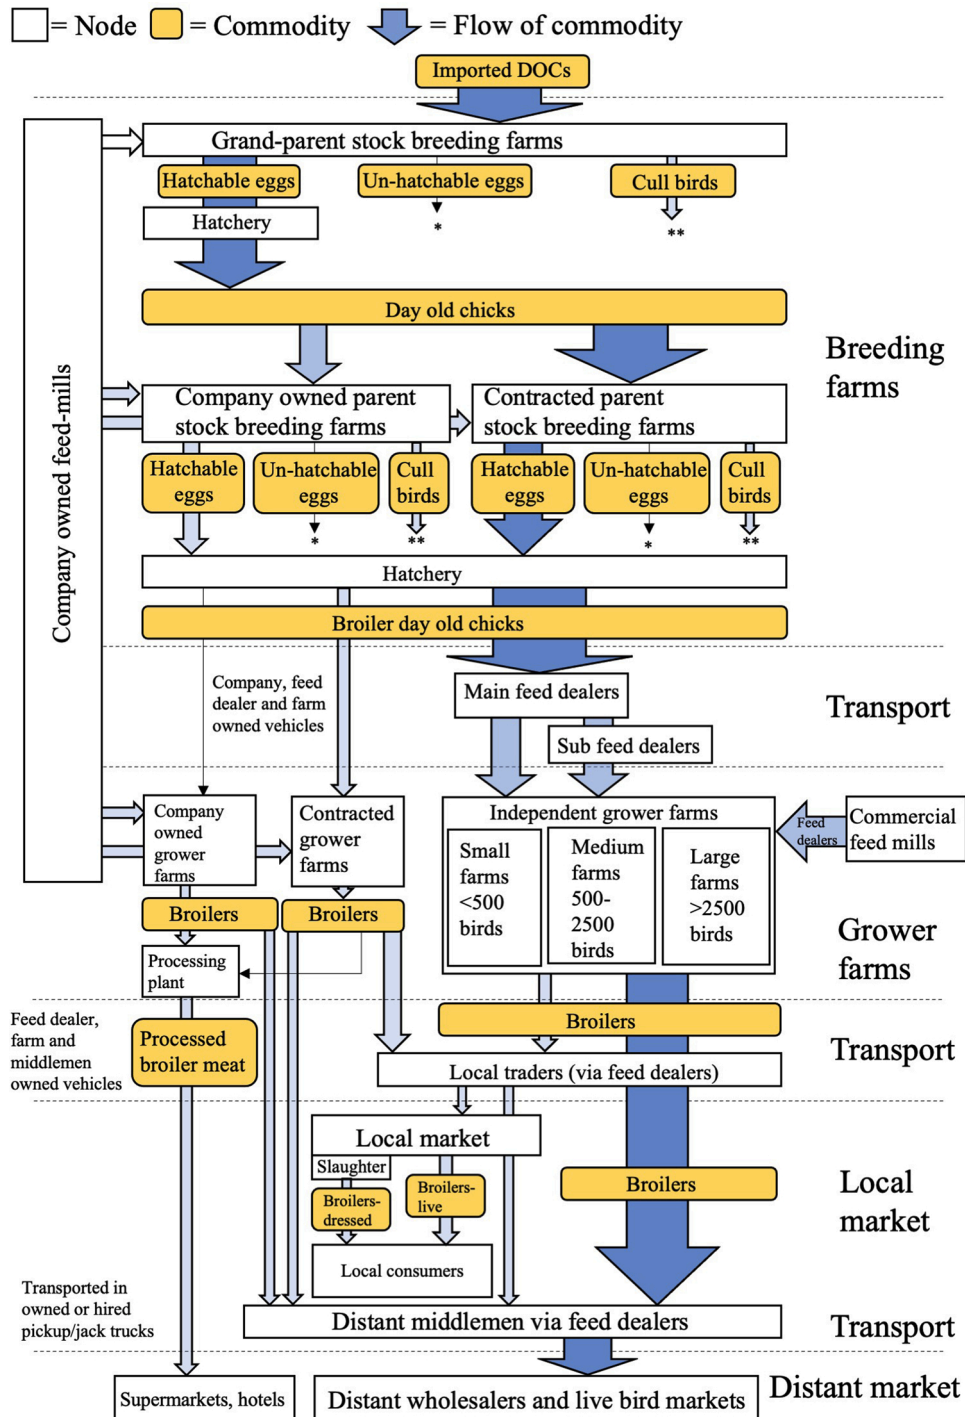 = Node
= Commodity
= Flow of commodity
Imported DOCs
Company owned feed-mills
Grand-parent stock breeding farms
Hatchable eggs
Un-hatchable eggs
Cull birds
*
**
Hatchery
Day old chicks
Breeding
farms
Company owned parent
stock breeding farms
Contracted parent
stock breeding farms
Hatchable
eggs
Un-hatchable
eggs
Cull
birds
Hatchable
eggs
Un-hatchable
eggs
Cull
birds
*
**
*
**
Hatchery
Broiler day old chicks
Company, feed
dealer and farm
owned vehicles
Main feed dealers
Sub feed dealers
Transport
Company
owned
grower
farms
Contracted
grower
farms
Independent grower farms
Small
farms
<500
birds
Medium
farms
500-
2500
birds
Large
farms
>2500
birds
Feed
dealers
Commercial
feed mills
Broilers
Broilers
Processing
plant
Grower
farms
Feed dealer,
farm and
middlemen
owned vehicles
Processed
broiler meat
Broilers
Local traders (via feed dealers)
Transport
Local market
Slaughter
Broilers-
dressed
Broilers-
live
Local consumers
Broilers
Local
market
Transported in
owned or hired
pickup/jack trucks
Distant middlemen via feed dealers
Transport
Supermarkets, hotels
Distant wholesalers and live bird markets
Distant market